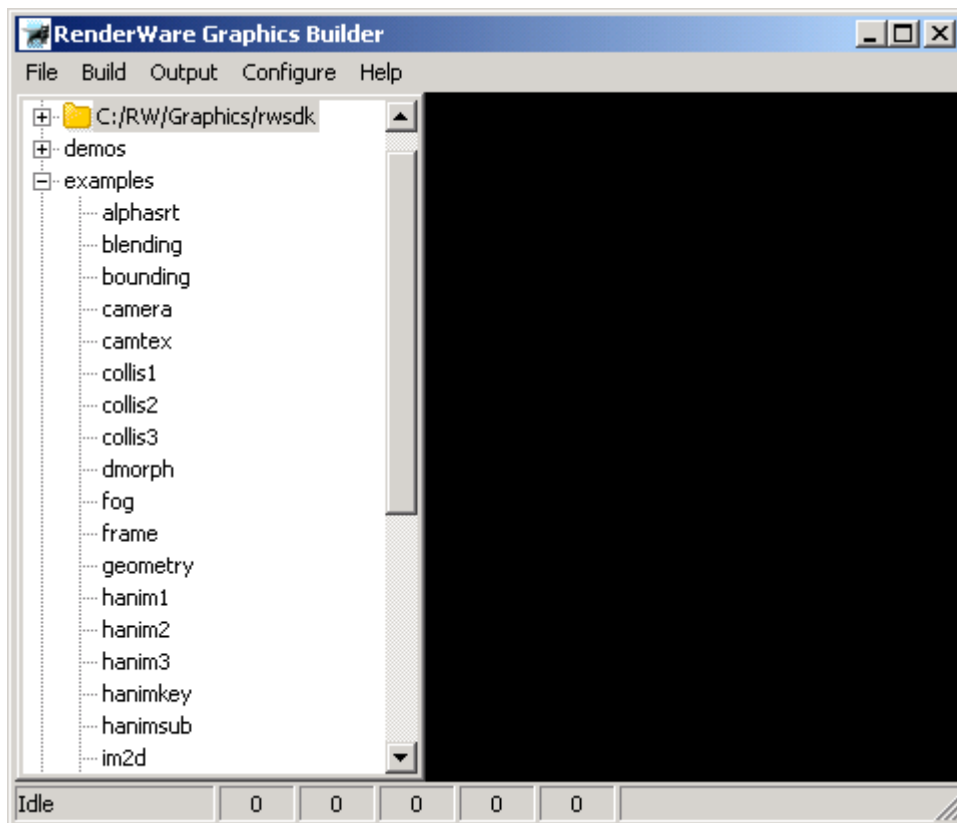 RenderWare Graphics Builder
File Build Output Configure Help
C:/RW/Graphics/rwsdk
demos
examples
alphasrt
blending
bounding
camera
camtex
collis1
collis2
collis3
dmorph
fog
frame
geometry
hanim1
hanim2
hanim3
hanimkey
hanimsub
im2d
Idle 0 0 0 0 0